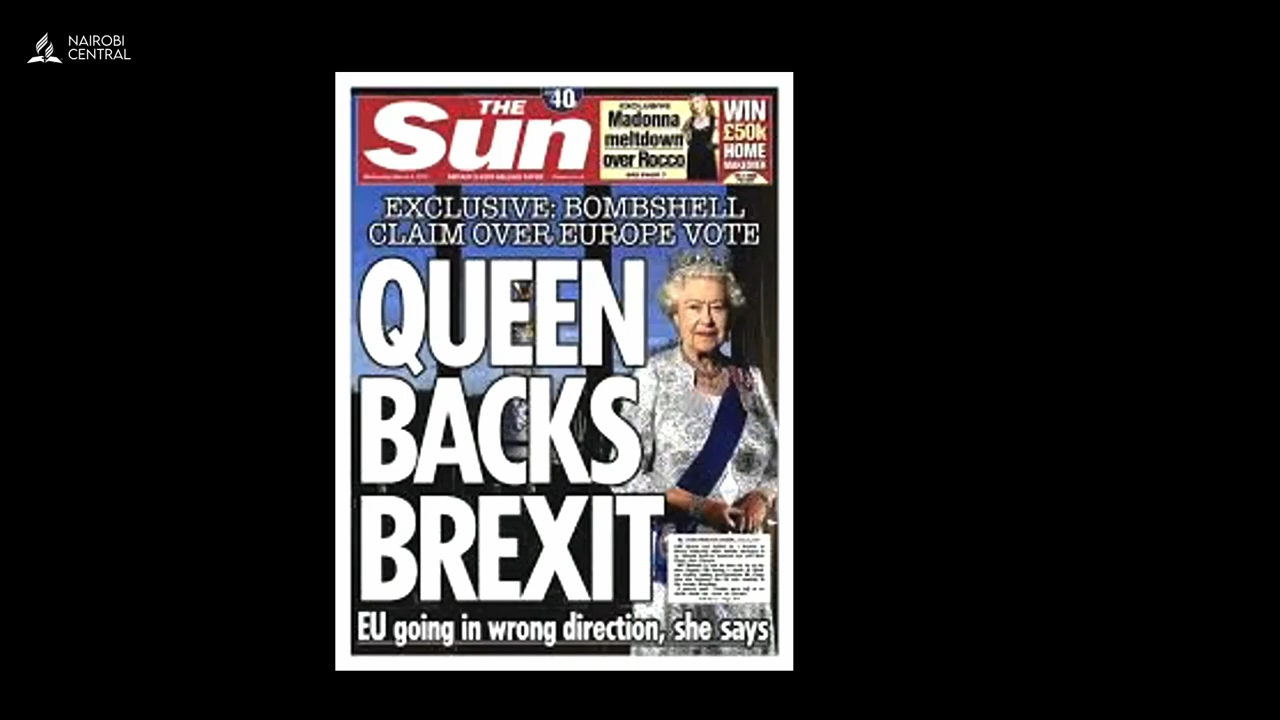 NAIROBI
CENTRAL
40
THE
Sun
EXCLUSIVE
Madonna
meltdown
over Rocco
WIN
£50k
HOME
MAKEOVER
EXCLUSIVE: BOMBSHELL
CLAIM OVER EUROPE VOTE
QUEEN
BACKS
BREXIT
EU going in wrong direction, she says